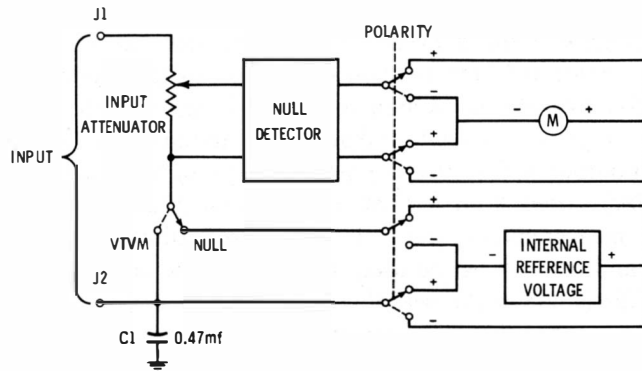 J1
POLARITY
+
INPUT
ATTENUATOR
NULL
DETECTOR
-
- M +
+
INPUT
-
+
VTVM
NULL
-
- INTERNAL
REFERENCE
VOLTAGE +
J2
+
-
C1 0.47mf